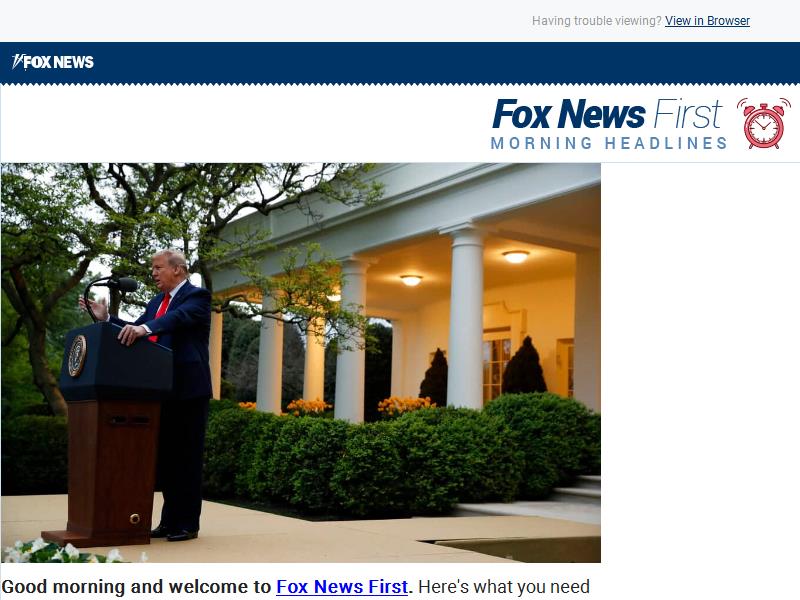 Having trouble viewing? View in Browser
FOX NEWS
Fox News First
MORNING HEADLINES
Good morning and welcome to Fox News First. Here's what you need